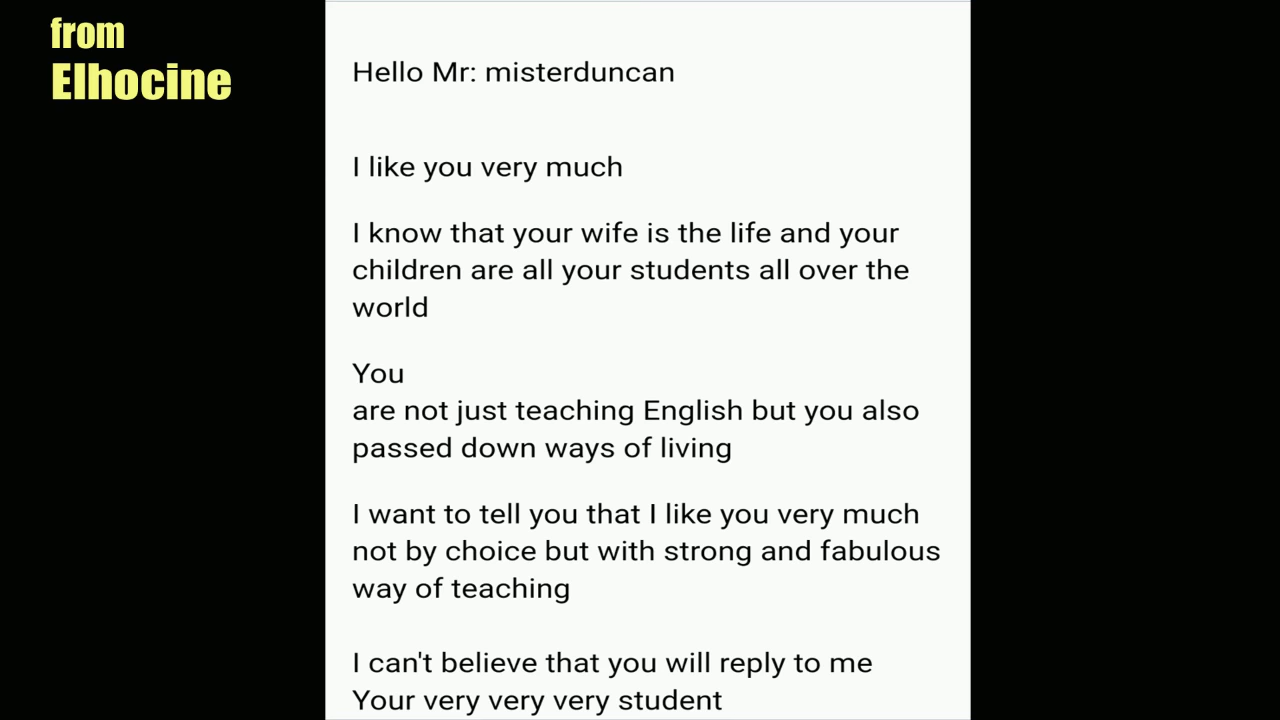 from
Elhocine
Hello Mr: misterduncan
I like you very much
I know that your wife is the life and your
children are all your students all over the
world
You
are not just teaching English but you also
passed down ways of living
I want to tell you that I like you very much
not by choice but with strong and fabulous
way of teaching
I can't believe that you will reply to me
Your very very very student